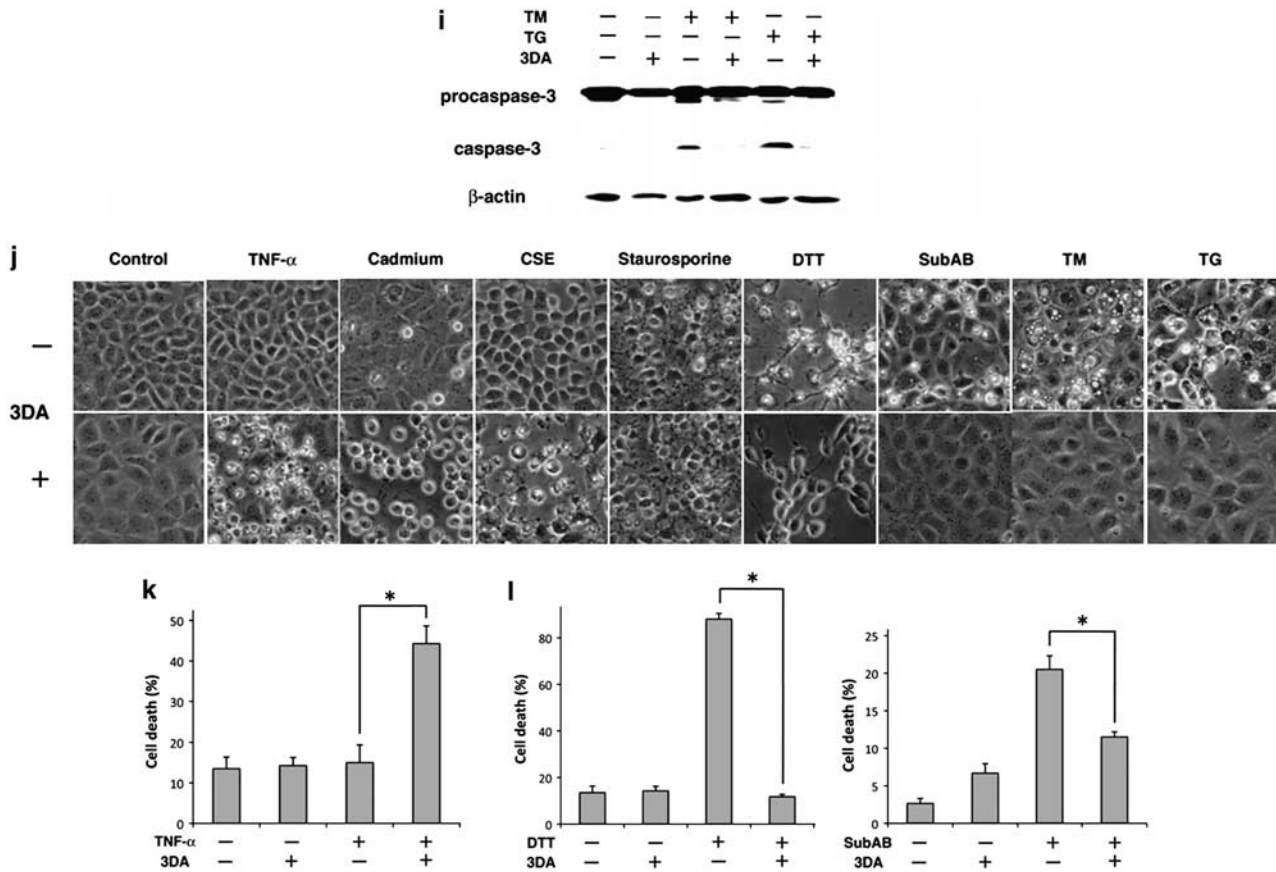 i
TM − − + + − −
TG − − − − + +
3DA − + − + − +
procaspase-3
caspase-3
β-actin
j
Control TNF-α Cadmium CSE Staurosporine DTT SubAB TM TG
−
3DA
+
k
*
50
40
30
20
10
0
Cell death (%)
TNF-α − − + +
3DA − + − +
l
*
80
60
40
20
0
Cell death (%)
DTT − − + +
3DA − + − +
*
25
20
15
10
5
0
Cell death (%)
SubAB − − + +
3DA − + − +